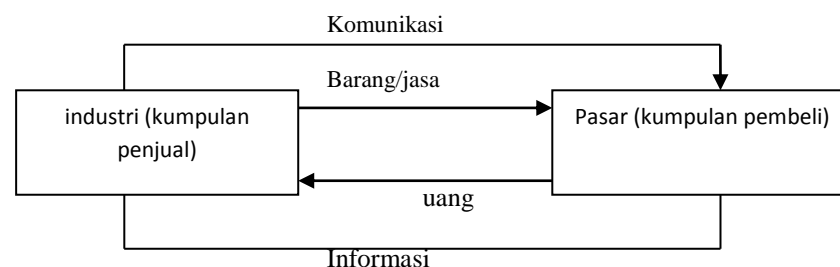 Komunikasi
Barang/jasa
industri (kumpulan
penjual)
Pasar (kumpulan pembeli)
uang
Informasi